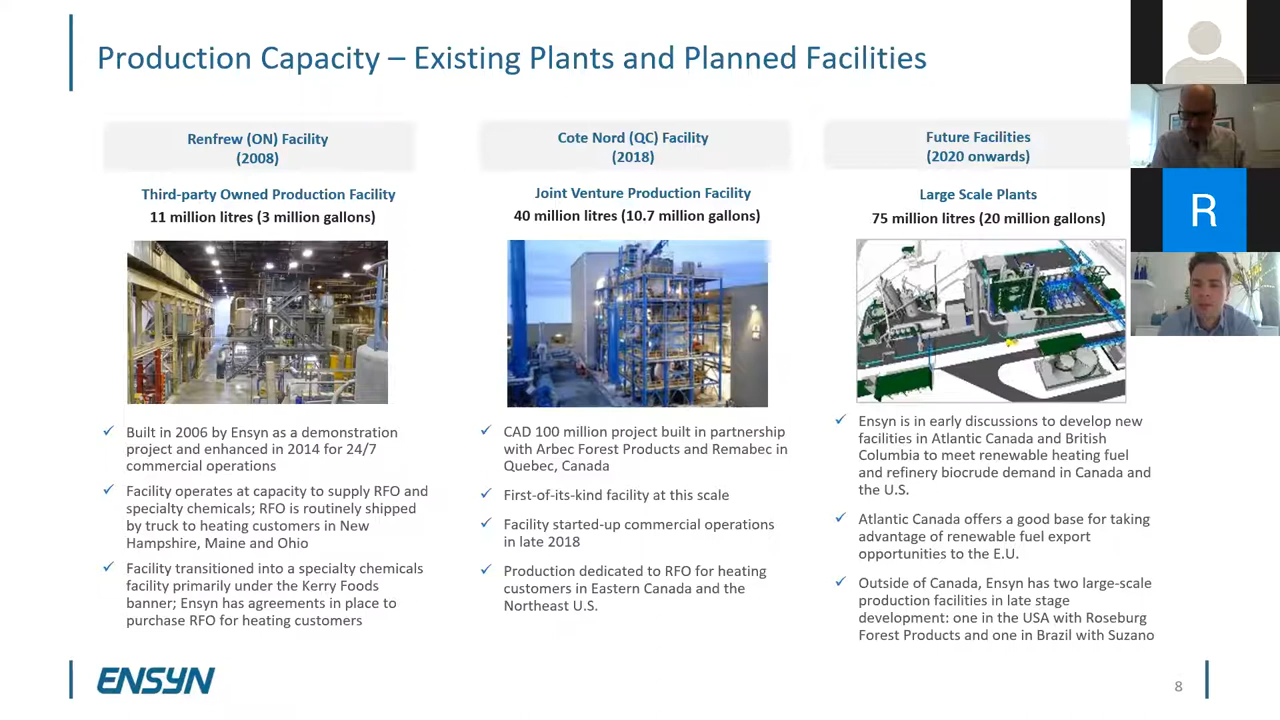 Production Capacity – Existing Plants and Planned Facilities
Renfrew (ON) Facility
(2008)
Third-party Owned Production Facility
11 million litres (3 million gallons)
Built in 2006 by Ensyn as a demonstration
project and enhanced in 2014 for 24/7
commercial operations
Facility operates at capacity to supply RFO and
specialty chemicals; RFO is routinely shipped
by truck to heating customers in New
Hampshire, Maine and Ohio
Facility transitioned into a specialty chemicals
facility primarily under the Kerry Foods
banner; Ensyn has agreements in place to
purchase RFO for heating customers
Cote Nord (QC) Facility
(2018)
Joint Venture Production Facility
40 million litres (10.7 million gallons)
CAD 100 million project built in partnership
with Arbec Forest Products and Remabec in
Quebec, Canada
First-of-its-kind facility at this scale
Facility started-up commercial operations
in late 2018
Production dedicated to RFO for heating
customers in Eastern Canada and the
Northeast U.S.
Future Facilities
(2020 onwards)
Large Scale Plants
75 million litres (20 million gallons)
Ensyn is in early discussions to develop new
facilities in Atlantic Canada and British
Columbia to meet renewable heating fuel
and refinery biocrude demand in Canada and
the U.S.
Atlantic Canada offers a good base for taking
advantage of renewable fuel export
opportunities to the E.U.
Outside of Canada, Ensyn has two large-scale
production facilities in late stage
development: one in the USA with Roseburg
Forest Products and one in Brazil with Suzano
R
ENSYN
8